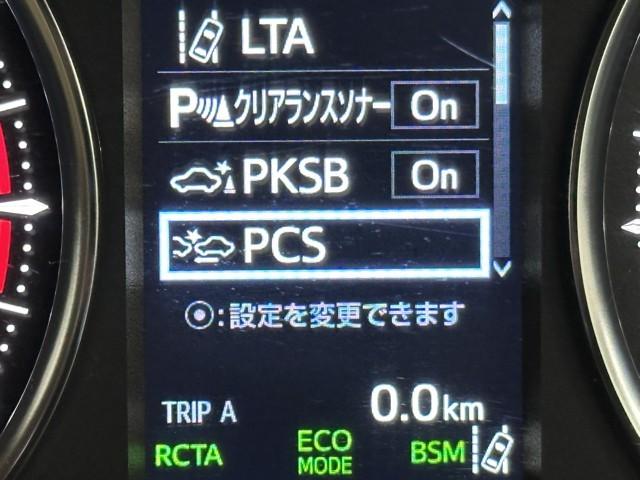 LTA
P クリアランスソナー On
PKSB On
PCS
⦿:設定を変更できます
TRIP A 0.0km
RCTA ECO MODE BSM